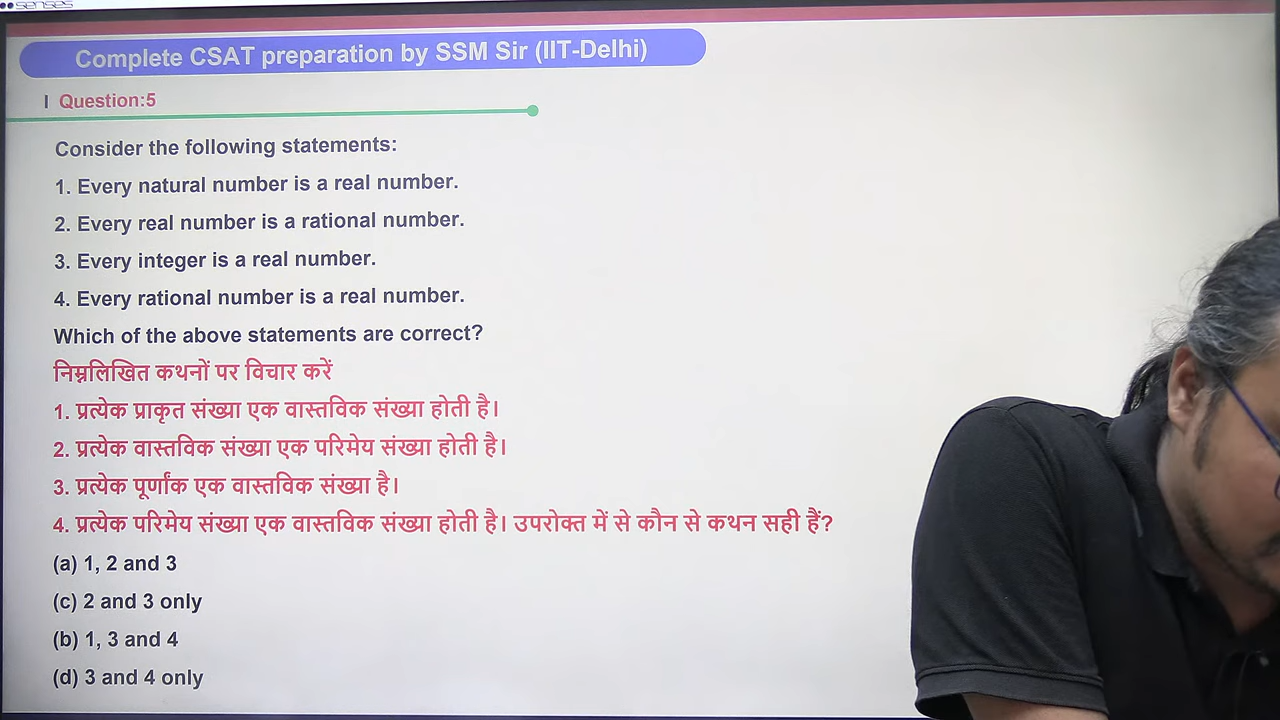 senses
Complete CSAT preparation by SSM Sir (IIT-Delhi)
Question:5
Consider the following statements:
1. Every natural number is a real number.
2. Every real number is a rational number.
3. Every integer is a real number.
4. Every rational number is a real number.
Which of the above statements are correct?
निम्नलिखित कथनों पर विचार करें
1. प्रत्येक प्राकृत संख्या एक वास्तविक संख्या होती है।
2. प्रत्येक वास्तविक संख्या एक परिमेय संख्या होती है।
3. प्रत्येक पूर्णांक एक वास्तविक संख्या है।
4. प्रत्येक परिमेय संख्या एक वास्तविक संख्या होती है। उपरोक्त में से कौन से कथन सही हैं?
(a) 1, 2 and 3
(c) 2 and 3 only
(b) 1, 3 and 4
(d) 3 and 4 only